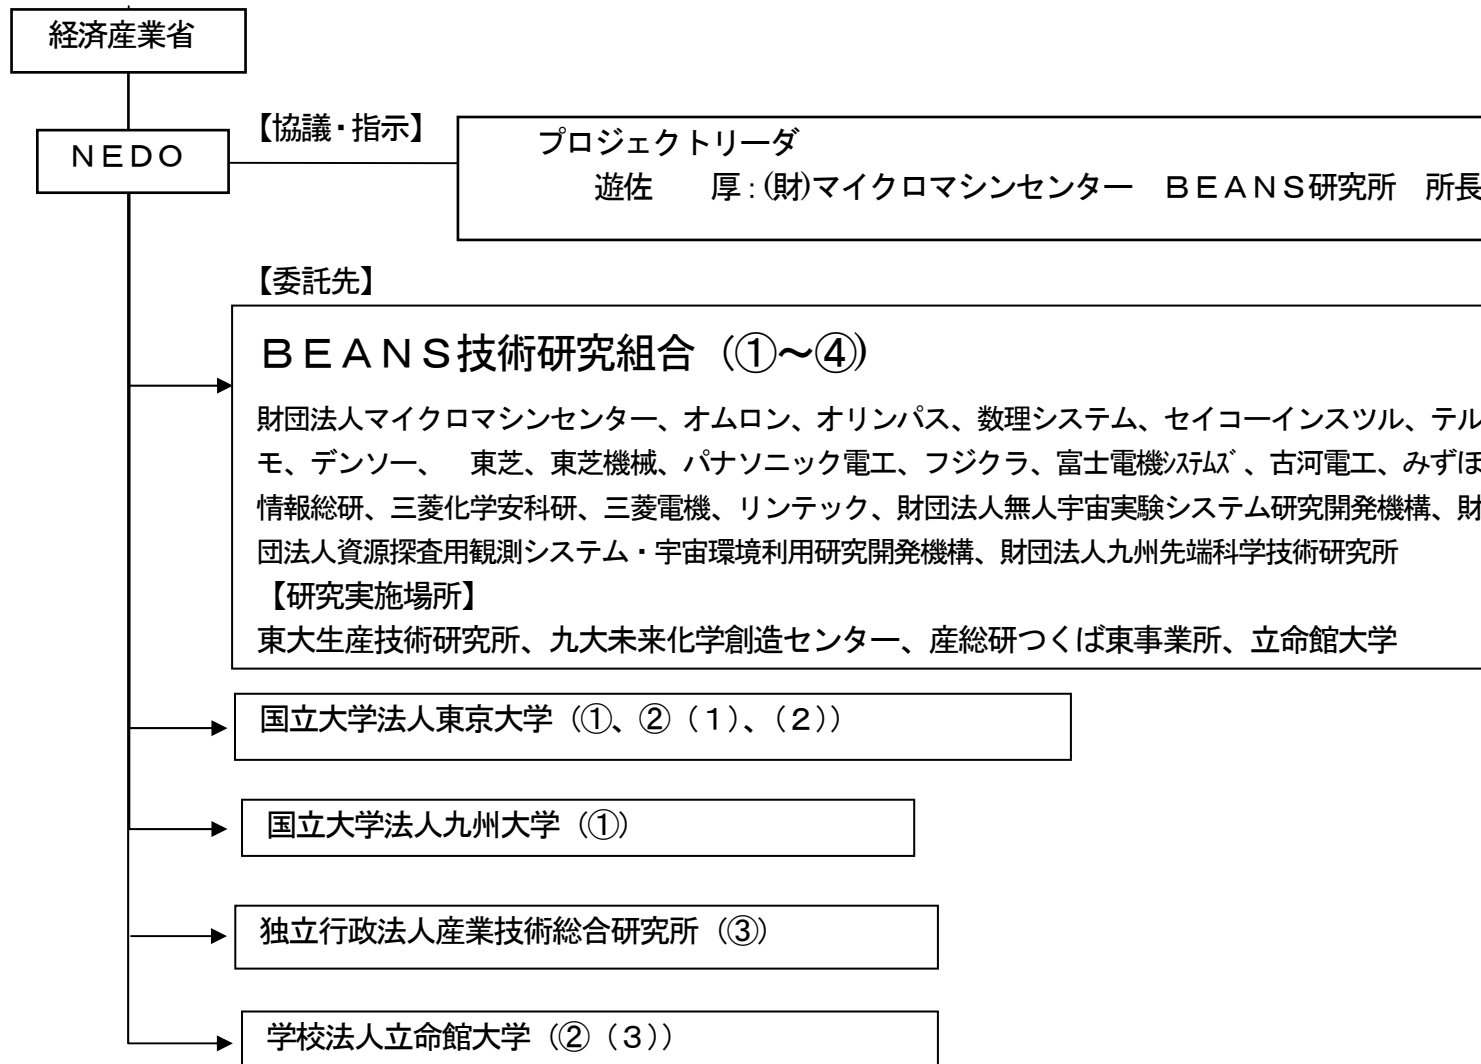 経済産業省
【協議・指示】
ＮＥＤＯ
プロジェクトリーダ
遊佐　　厚：(財)マイクロマシンセンター　ＢＥＡＮＳ研究所　所長
【委託先】
ＢＥＡＮＳ技術研究組合（①～④）
財団法人マイクロマシンセンター、オムロン、オリンパス、数理システム、セイコーインスツル、テル
モ、デンソー、　東芝、東芝機械、パナソニック電工、フジクラ、富士電機ｼｽﾃﾑｽﾞ、古河電工、みずほ
情報総研、三菱化学安科研、三菱電機、リンテック、財団法人無人宇宙実験システム研究開発機構、財
団法人資源探査用観測システム・宇宙環境利用研究開発機構、財団法人九州先端科学技術研究所
【研究実施場所】
東大生産技術研究所、九大未来化学創造センター、産総研つくば東事業所、立命館大学
国立大学法人東京大学（①、②（１）、（２））
国立大学法人九州大学（①）
独立行政法人産業技術総合研究所（③）
学校法人立命館大学（②（３））